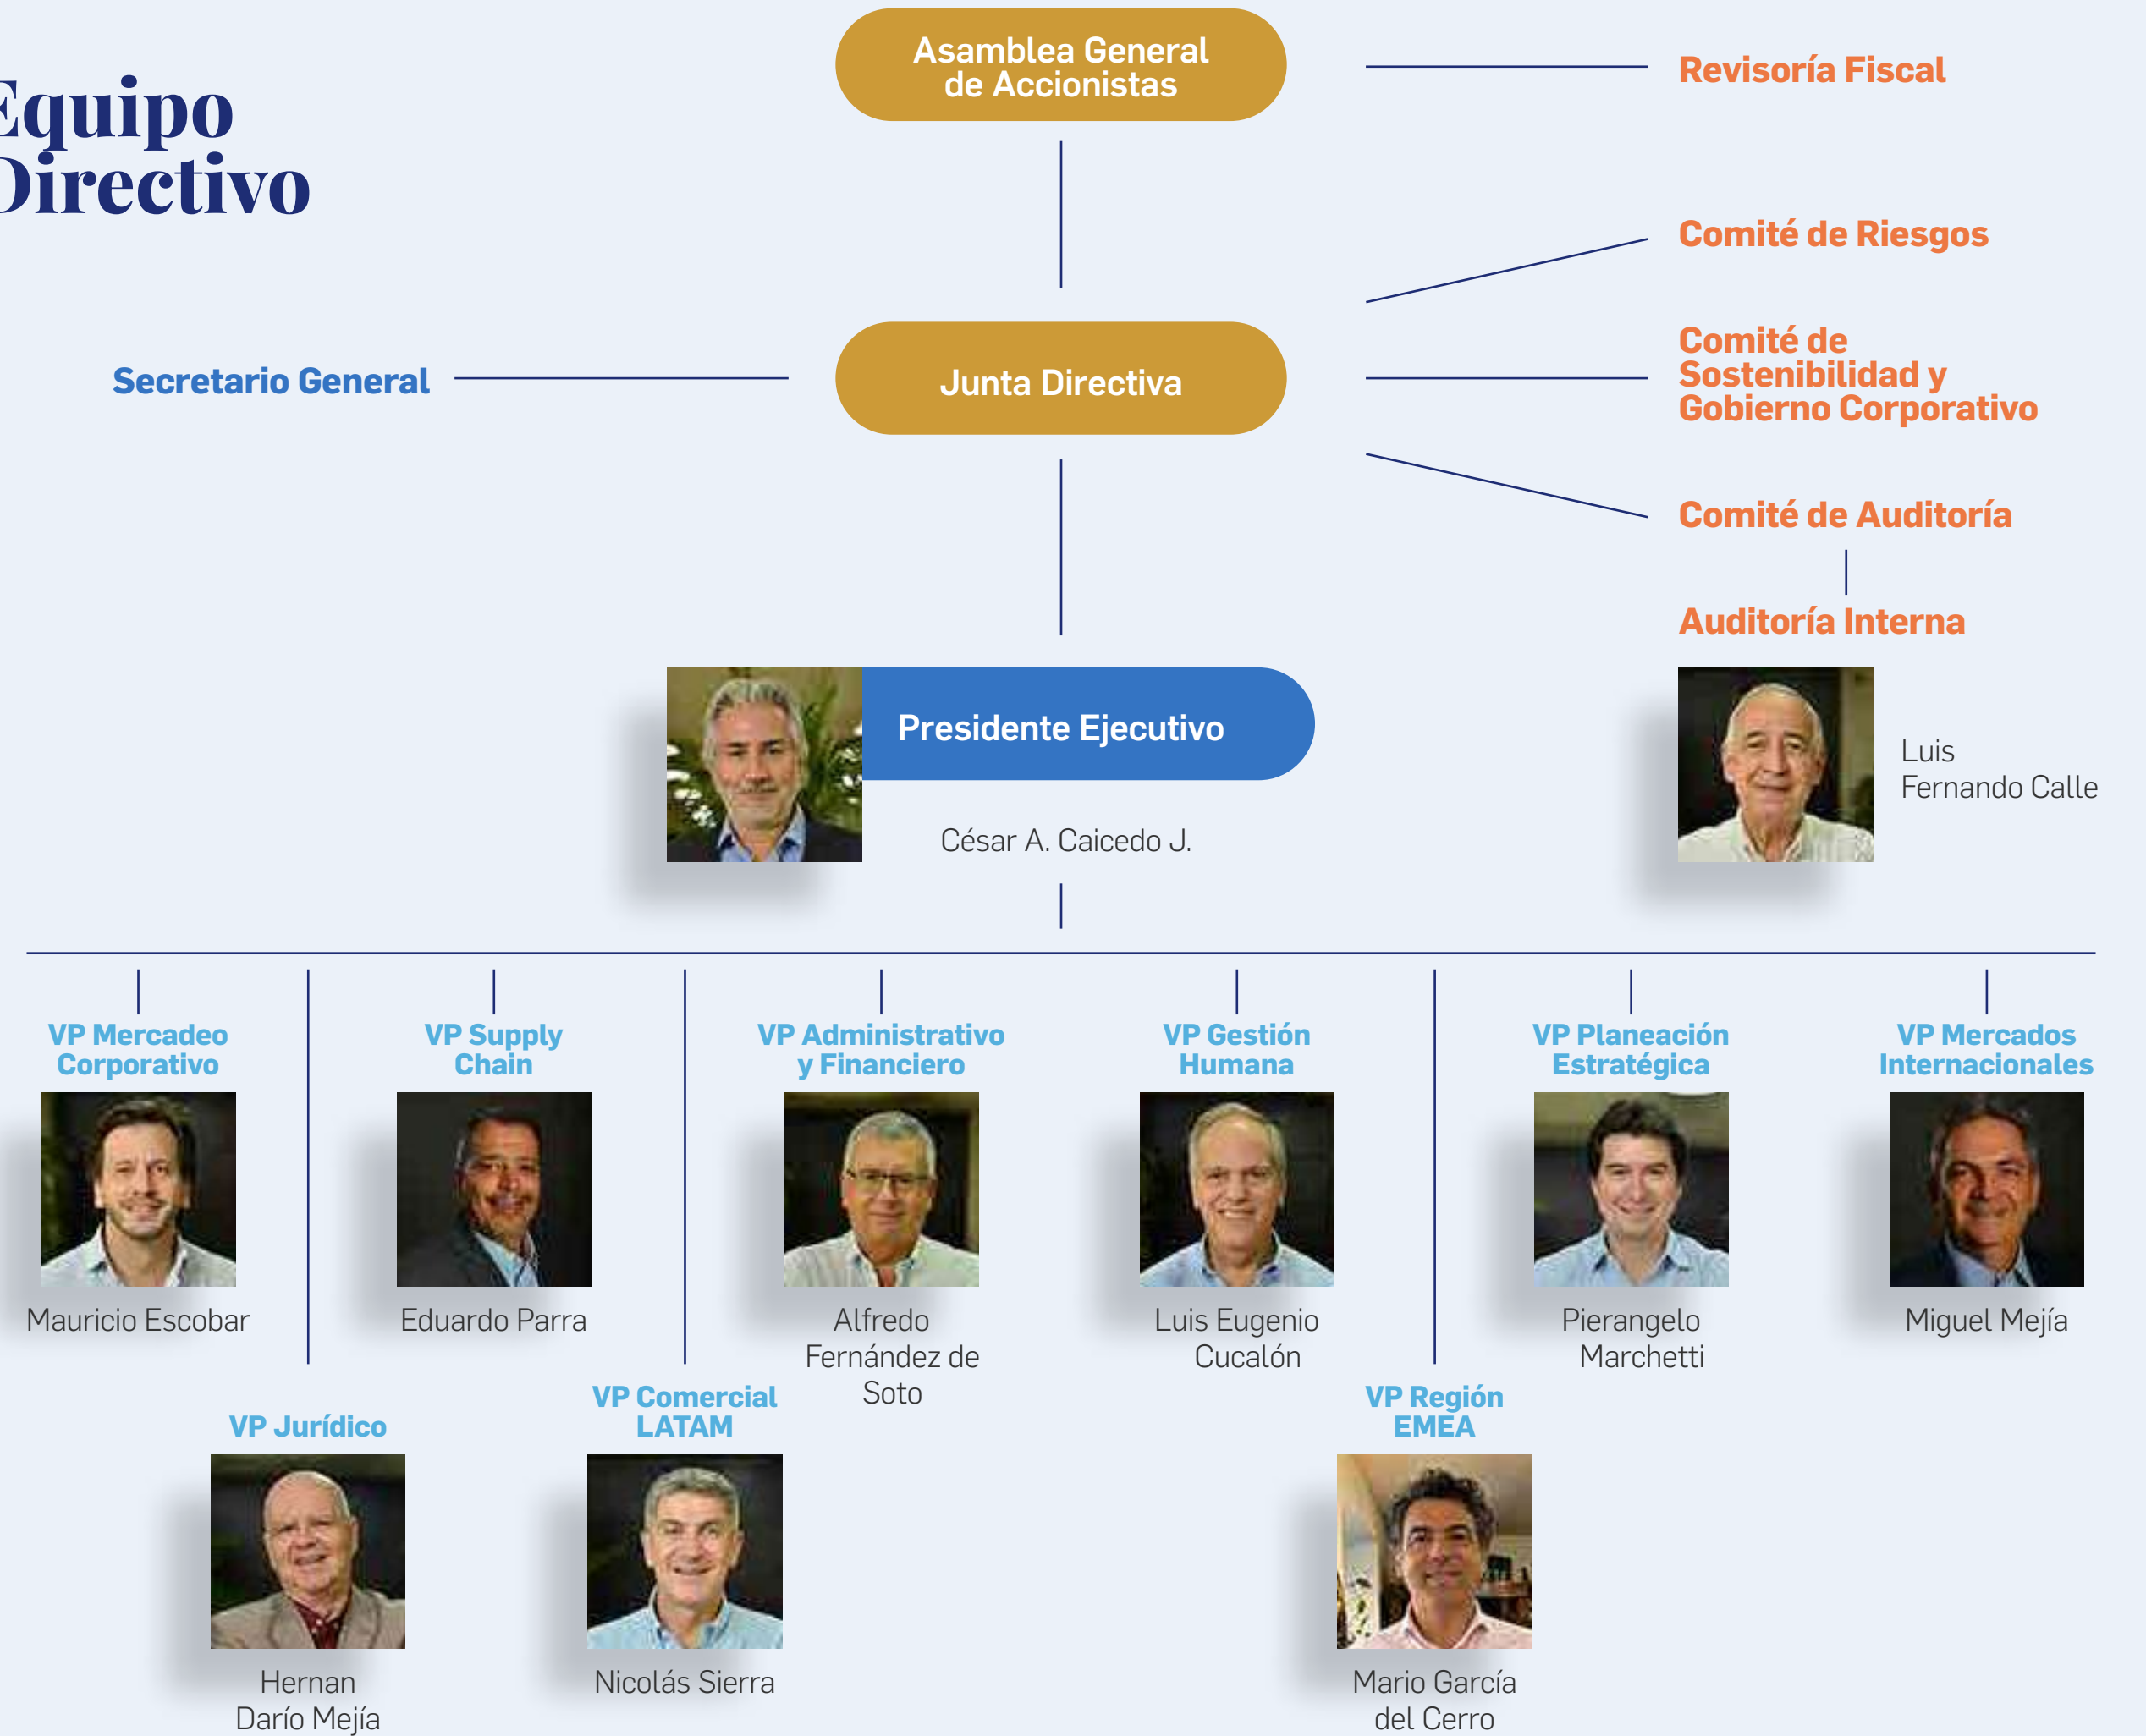 Equipo
Directivo
Asamblea General
de Accionistas
Revisoría Fiscal
Comité de Riesgos
Secretario General
Junta Directiva
Comité de
Sostenibilidad y
Gobierno Corporativo
Comité de Auditoría
Auditoría Interna
Luis
Fernando Calle
Presidente Ejecutivo
César A. Caicedo J.
VP Mercadeo
Corporativo
Mauricio Escobar
VP Supply
Chain
Eduardo Parra
VP Administrativo
y Financiero
Alfredo
Fernández de
Soto
VP Gestión
Humana
Luis Eugenio
Cucalón
VP Planeación
Estratégica
Pierangelo
Marchetti
VP Mercados
Internacionales
Miguel Mejía
VP Jurídico
Hernan
Darío Mejía
VP Comercial
LATAM
Nicolás Sierra
VP Región
EMEA
Mario García
del Cerro